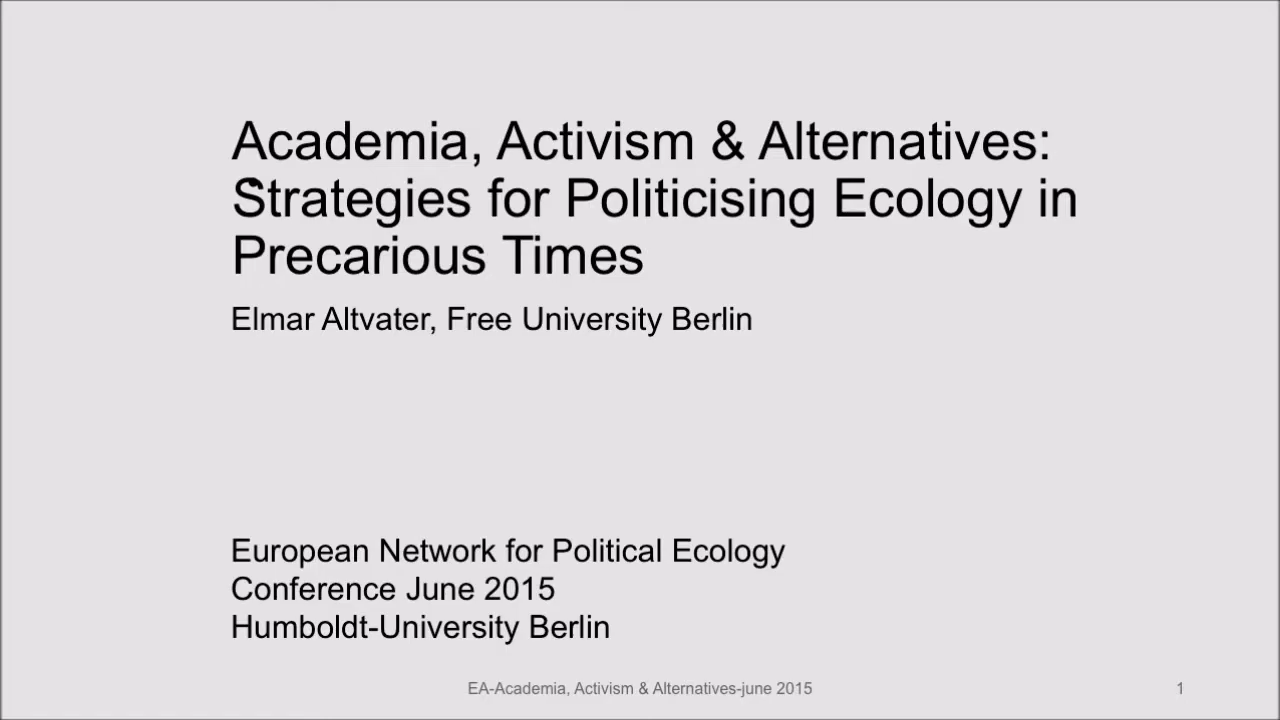 Academia, Activism & Alternatives:
Strategies for Politicising Ecology in
Precarious Times
Elmar Altvater, Free University Berlin
European Network for Political Ecology
Conference June 2015
Humboldt-University Berlin
EA-Academia, Activism & Alternatives-june 2015
1